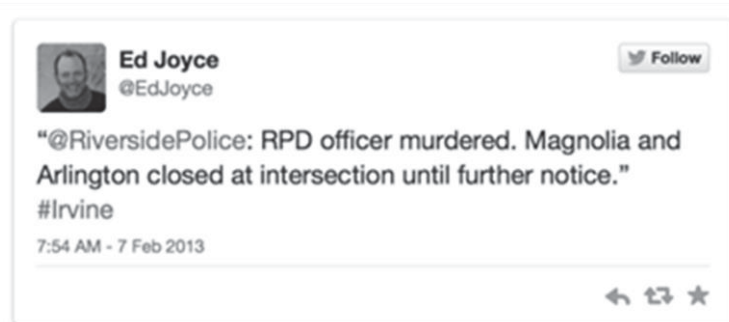 Ed Joyce
@EdJoyce
Follow
“@RiversidePolice: RPD officer murdered. Magnolia and
Arlington closed at intersection until further notice.”
#Irvine
7:54 AM - 7 Feb 2013